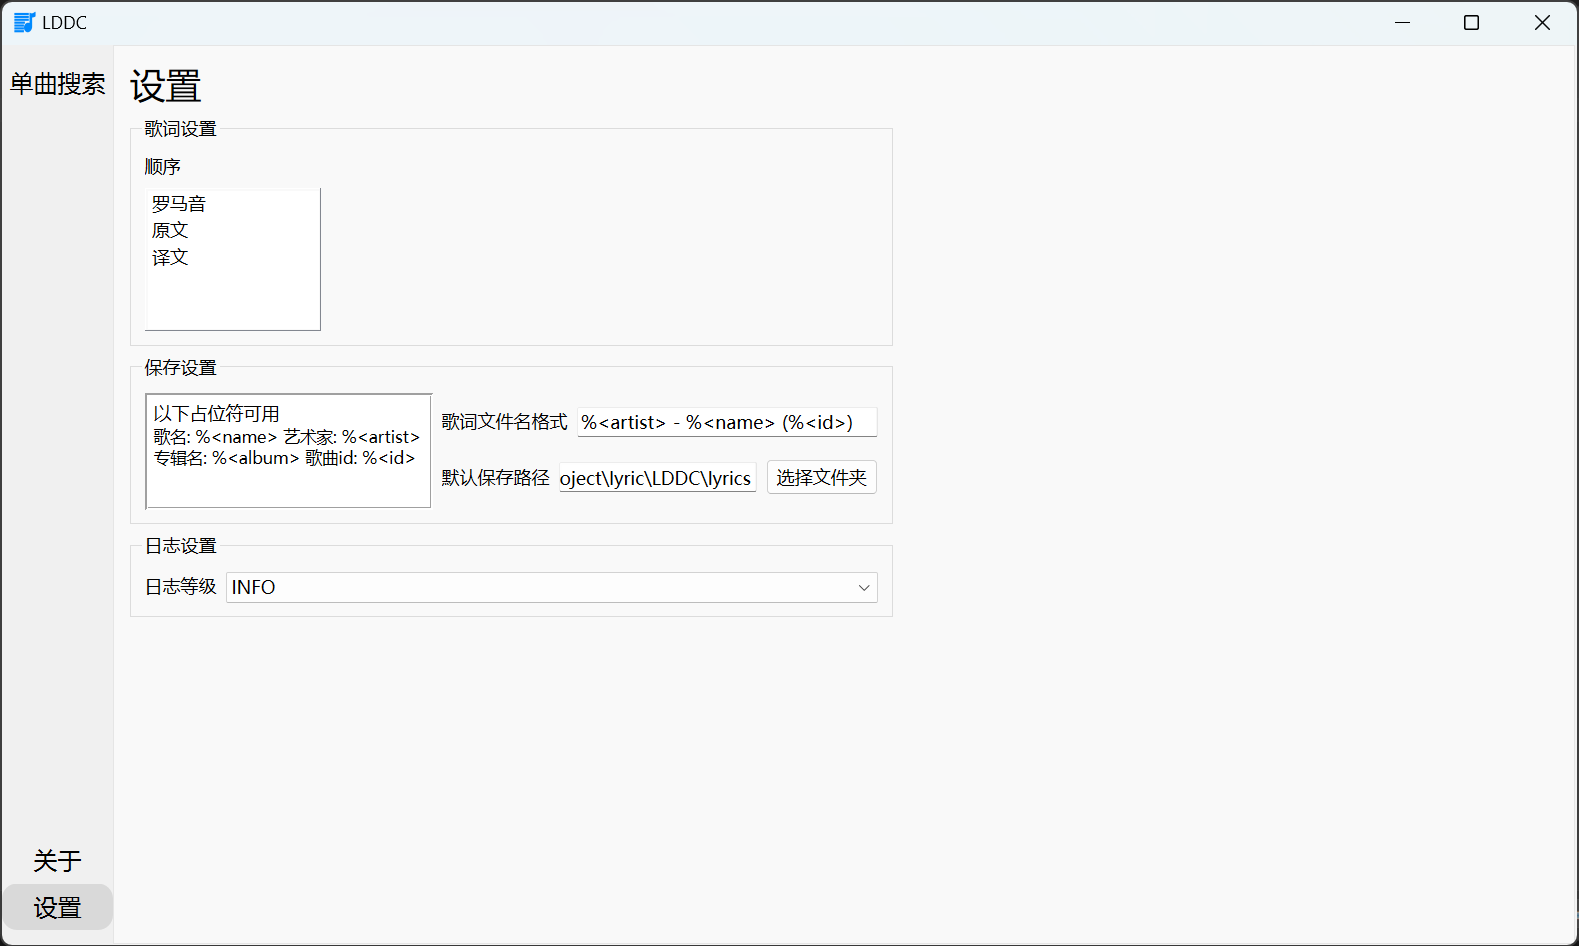 LDDC
单曲搜索
设置
歌词设置
顺序
罗马音
原文
译文
保存设置
以下占位符可用
歌名: %<name> 艺术家: %<artist>
专辑名: %<album> 歌曲id: %<id>
歌词文件名格式 %<artist> - %<name> (%<id>)
默认保存路径 oject\lyric\LDDC\lyrics 选择文件夹
日志设置
日志等级 INFO
关于
设置